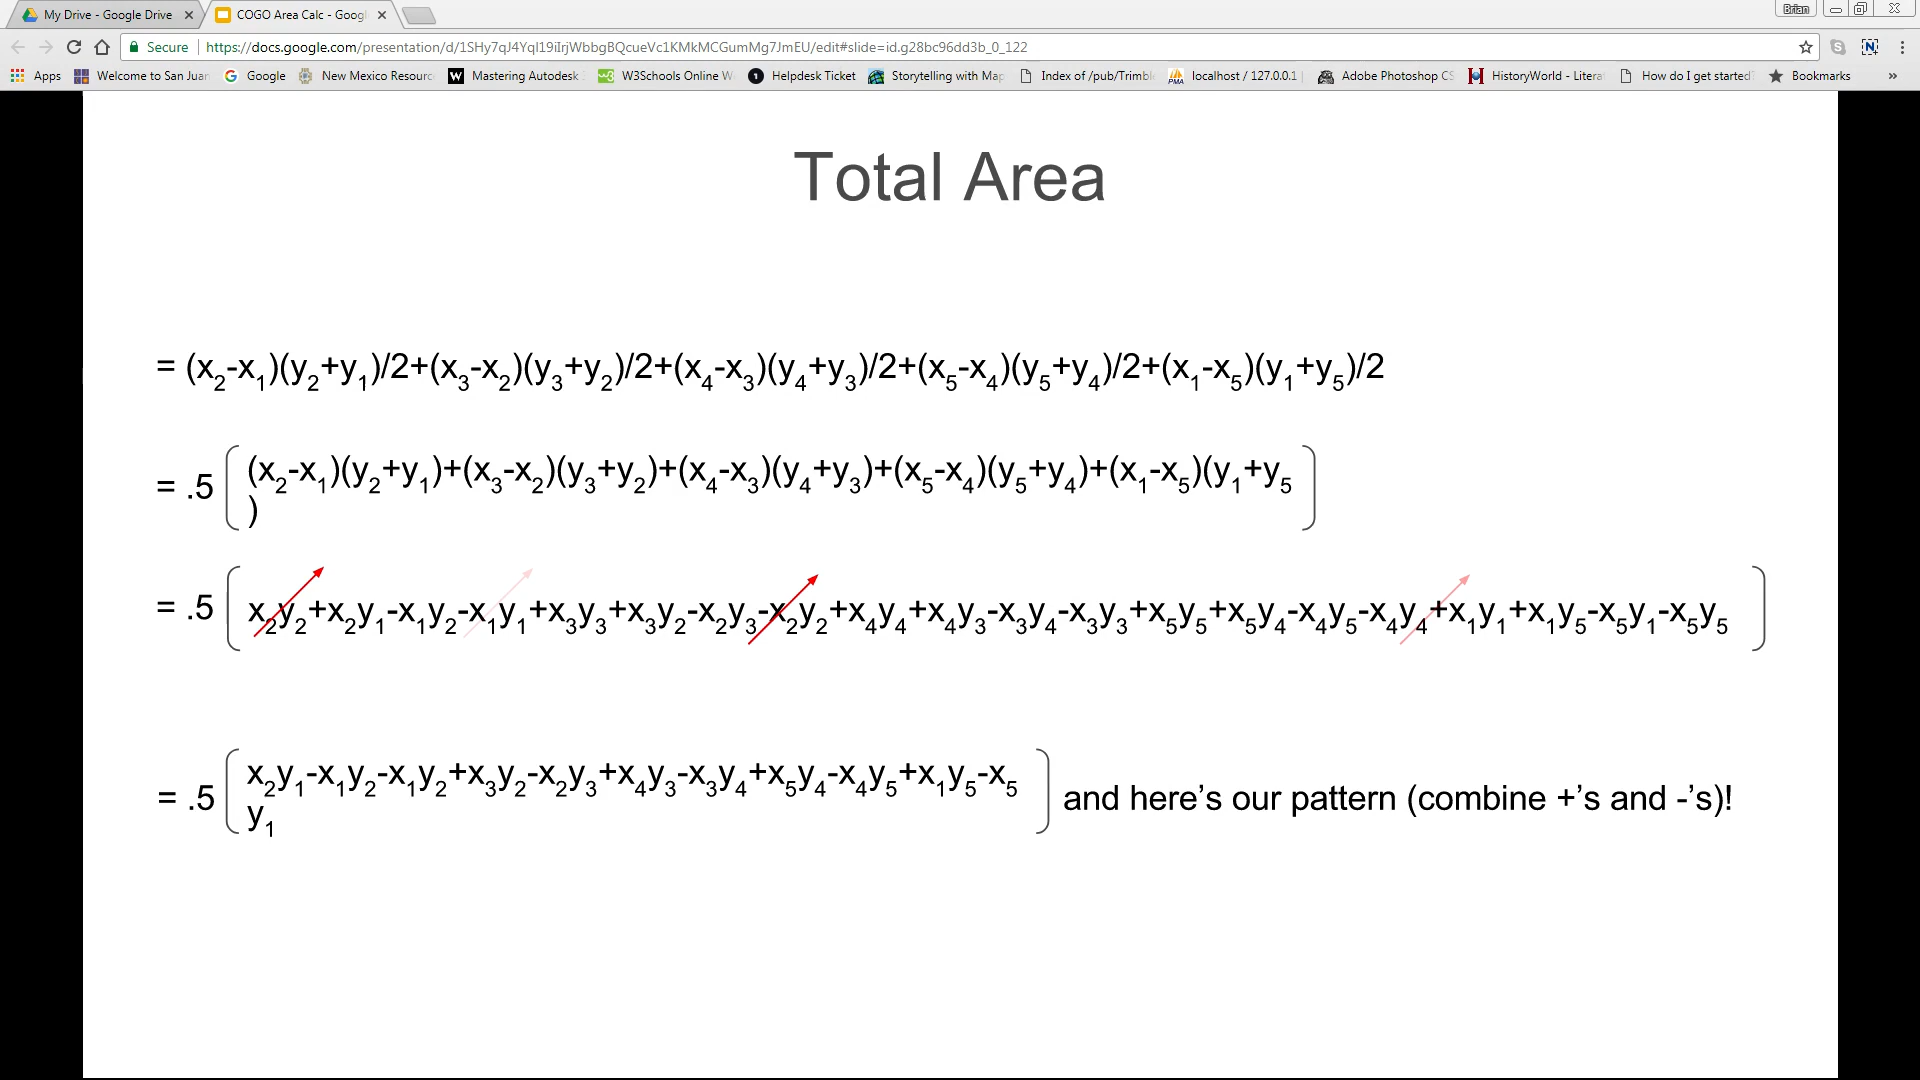 My Drive - Google Drive
COGO Area Calc - Googl
Brian
Secure
https://docs.google.com/presentation/d/1SHy7qJ4YqI19iIrjWbbgBQcueVc1KMkMCGumMg7JmEU/edit#slide=id.g28bc96dd3b_0_122
Apps
Welcome to San Juan
Google
New Mexico Resourc
Mastering Autodesk
W3Schools Online W
Helpdesk Ticket
Storytelling with Map
Index of /pub/Trimbl
localhost / 127.0.0.1
Adobe Photoshop CS
HistoryWorld - Litera
How do I get started
Bookmarks
Total Area
= (x₂-x₁)(y₂+y₁)/2+(x₃-x₂)(y₃+y₂)/2+(x₄-x₃)(y₄+y₃)/2+(x₅-x₄)(y₅+y₄)/2+(x₁-x₅)(y₁+y₅)/2
= .5
(x₂-x₁)(y₂+y₁)+(x₃-x₂)(y₃+y₂)+(x₄-x₃)(y₄+y₃)+(x₅-x₄)(y₅+y₄)+(x₁-x₅)(y₁+y₅
)
= .5
x₂y₂+x₂y₁-x₁y₂-x₁y₁+x₃y₃+x₃y₂-x₂y₃-x₂y₂+x₄y₄+x₄y₃-x₃y₄-x₃y₃+x₅y₅+x₅y₄-x₄y₅-x₄y₄+x₁y₁+x₁y₅-x₅y₁-x₅y₅
= .5
x₂y₁-x₁y₂-x₁y₂+x₃y₂-x₂y₃+x₄y₃-x₃y₄+x₅y₄-x₄y₅+x₁y₅-x₅
y₁
and here’s our pattern (combine +’s and -’s)!